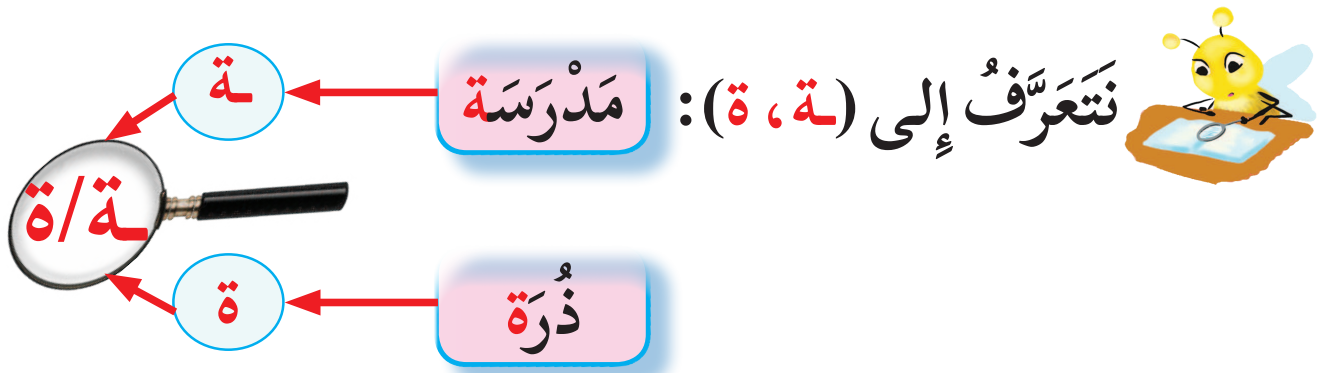 نَتَعَرَّفُ إِلى (ـة، ة):
مَدْرَسَة
ـة
ـة/ة
ذُرَة
ة